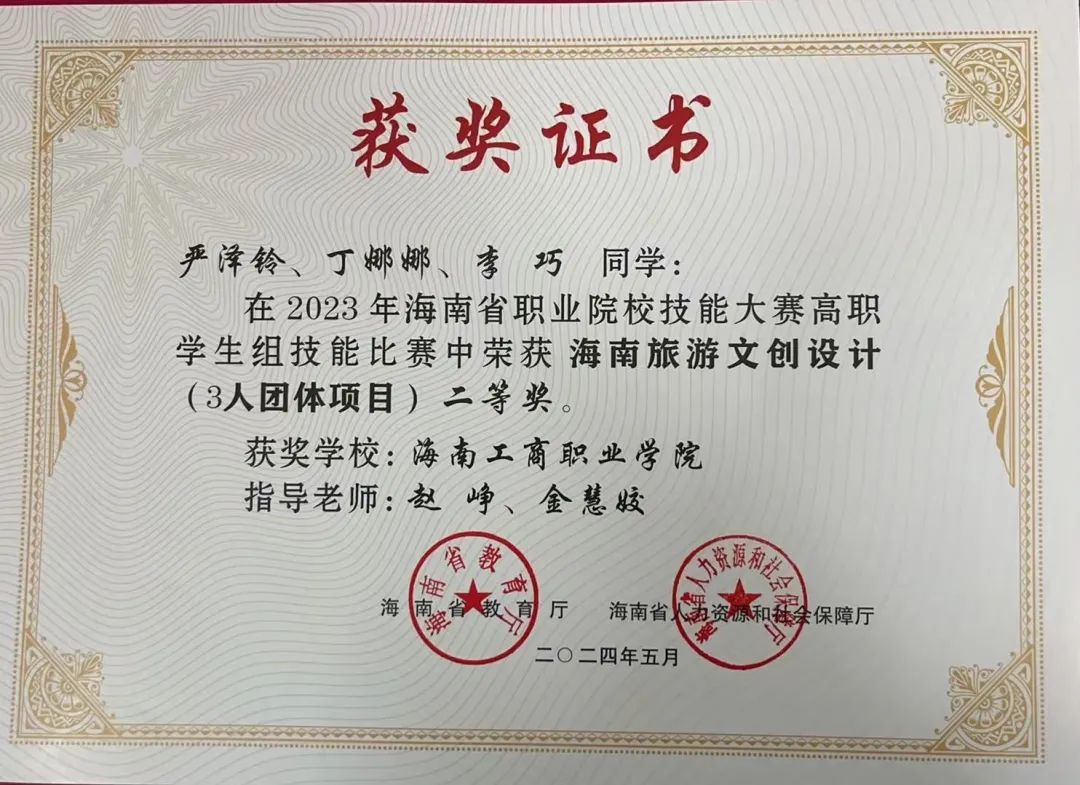 获奖证书
严泽铃、丁娜娜、李 巧 同学：
在2023年海南省职业院校技能大赛高职
学生组技能比赛中荣获 海南旅游文创设计
（3人团体项目）二等奖。
获奖学校：海南工商职业学院
指导老师：赵 峥、金慧姣
海南省教育厅 海南省人力资源和社会保障厅
二〇二四年五月
海南省教育厅
海南省人力资源和社会保障厅